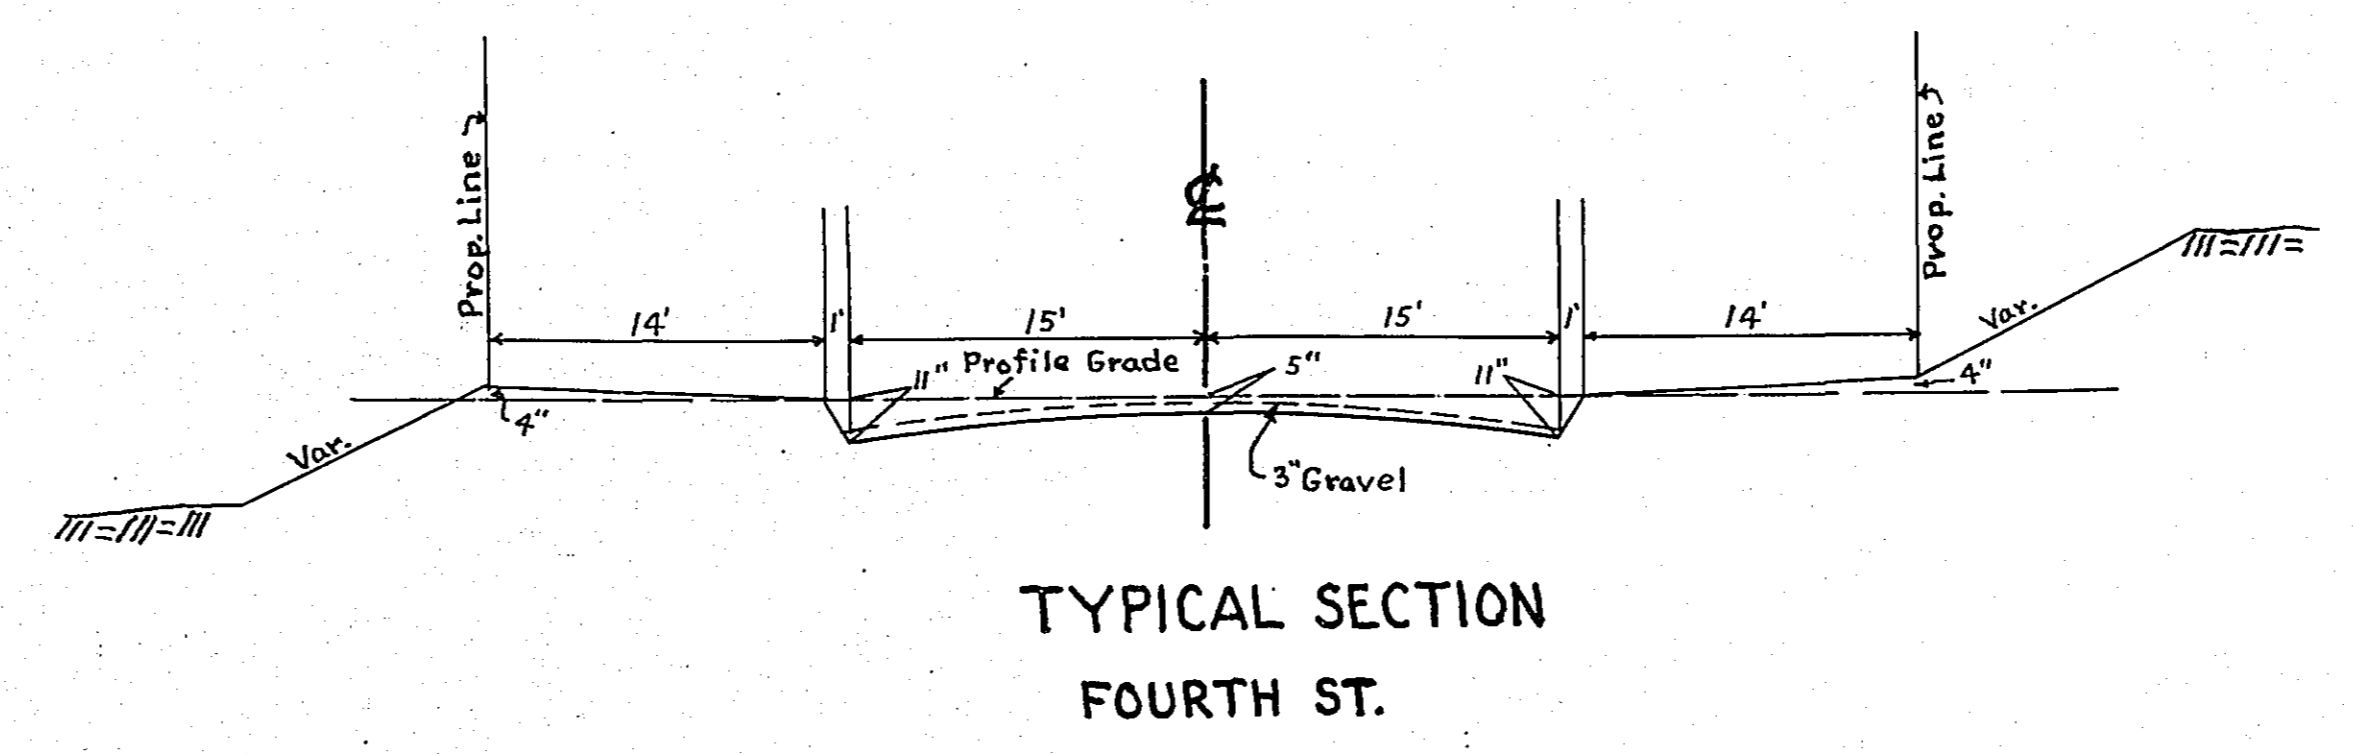 Prop. Line
Prop. Line
℄
14'
1'
15'
15'
1'
14'
Var.
11"
Profile Grade
5"
11"
4"
4"
Var.
3" Gravel
TYPICAL SECTION
FOURTH ST.